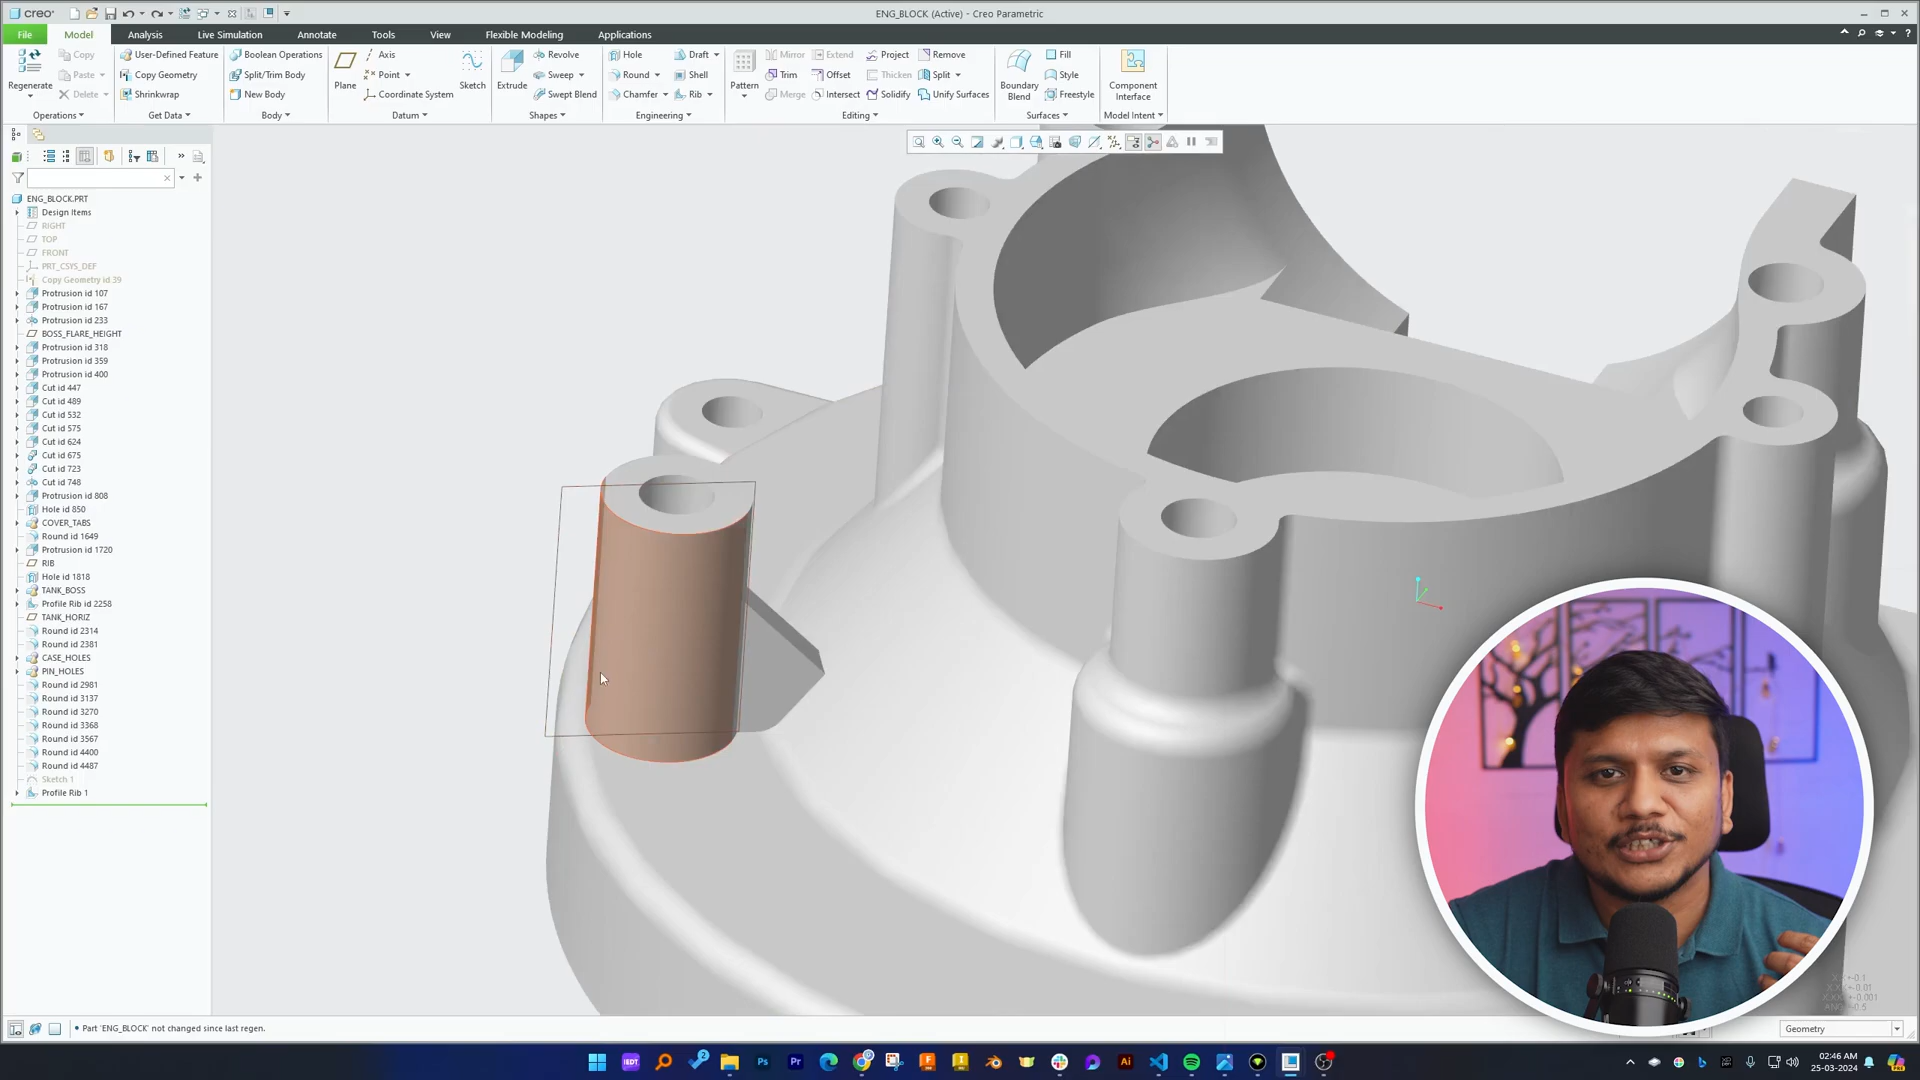 creo
ENG_BLOCK (Active) - Creo Parametric
File Model Analysis Live Simulation Annotate Tools View Flexible Modeling Applications
Regenerate
Copy
Paste
Delete
Operations
User-Defined Feature
Copy Geometry
Shrinkwrap
Get Data
Boolean Operations
Split/Trim Body
New Body
Body
Plane
Axis
Point
Coordinate System
Sketch
Datum
Extrude
Revolve
Sweep
Swept Blend
Shapes
Hole
Round
Chamfer
Draft
Shell
Rib
Engineering
Pattern
Mirror
Trim
Merge
Extend
Offset
Intersect
Project
Thicken
Solidify
Remove
Split
Unify Surfaces
Editing
Boundary
Blend
Fill
Style
Freestyle
Surfaces
Component
Interface
Model Intent
ENG_BLOCK.PRT
Design Items
RIGHT
TOP
FRONT
PRT_CSYS_DEF
Copy Geometry id 39
Protrusion id 107
Protrusion id 167
Protrusion id 233
BOSS_FLARE_HEIGHT
Protrusion id 318
Protrusion id 359
Protrusion id 400
Cut id 447
Cut id 489
Cut id 532
Cut id 575
Cut id 624
Cut id 675
Cut id 723
Cut id 748
Protrusion id 808
Hole id 850
COVER_TABS
Round id 1649
Protrusion id 1720
RIB
Hole id 1818
TANK_BOSS
Profile Rib id 2258
TANK_HORIZ
Round id 2314
Round id 2381
CASE_HOLES
PIN_HOLES
Round id 2981
Round id 3137
Round id 3270
Round id 3368
Round id 3567
Round id 4400
Round id 4487
Sketch 1
Profile Rib 1
• Part 'ENG_BLOCK' not changed since last regen.
Geometry
IEDT
Ps
Pr
2
Ai
02:46 AM
25-03-2024